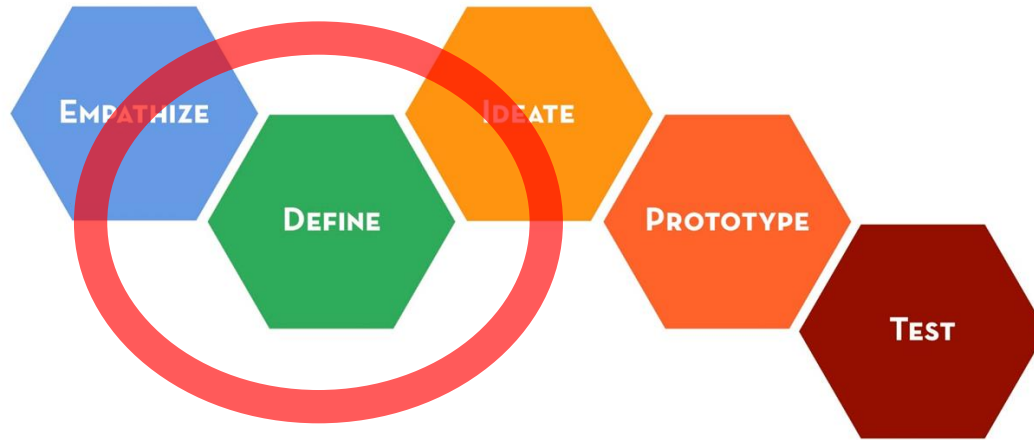 EMPATHIZE
DEFINE
IDEATE
PROTOTYPE
TEST